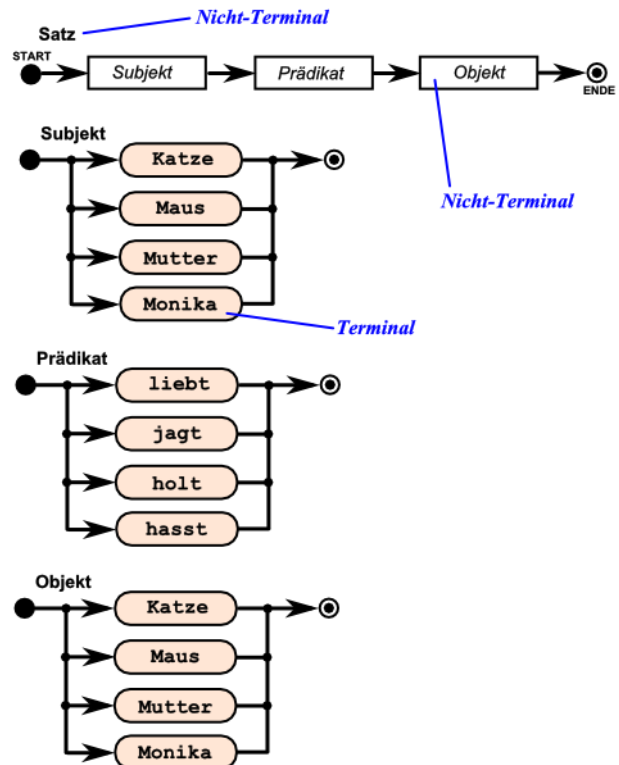 Nicht-Terminal
Satz
START
Subjekt Prädikat Objekt
ENDE
Subjekt
Katze
Nicht-Terminal
Maus
Mutter
Monika
Terminal
Prädikat
liebt
jagt
holt
hasst
Objekt
Katze
Maus
Mutter
Monika